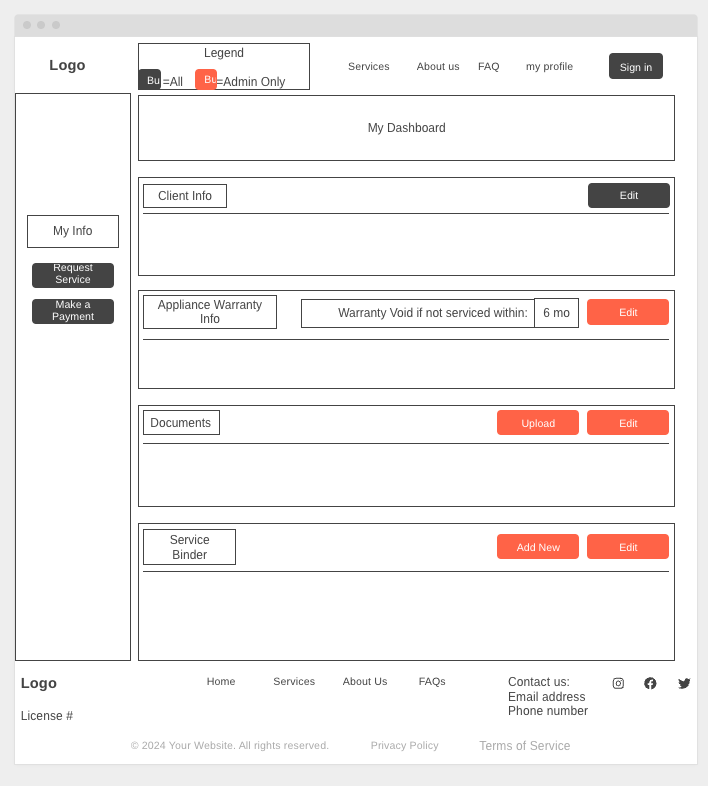 Logo
Legend
Bu =All
Bu =Admin Only
Services
About us
FAQ
my profile
Sign in
My Dashboard
My Info
Request
Service
Make a
Payment
Client Info
Edit
Appliance Warranty
Info
Warranty Void if not serviced within:
6 mo
Edit
Documents
Upload
Edit
Service
Binder
Add New
Edit
Logo
License #
Home
Services
About Us
FAQs
Contact us:
Email address
Phone number
© 2024 Your Website. All rights reserved.
Privacy Policy
Terms of Service